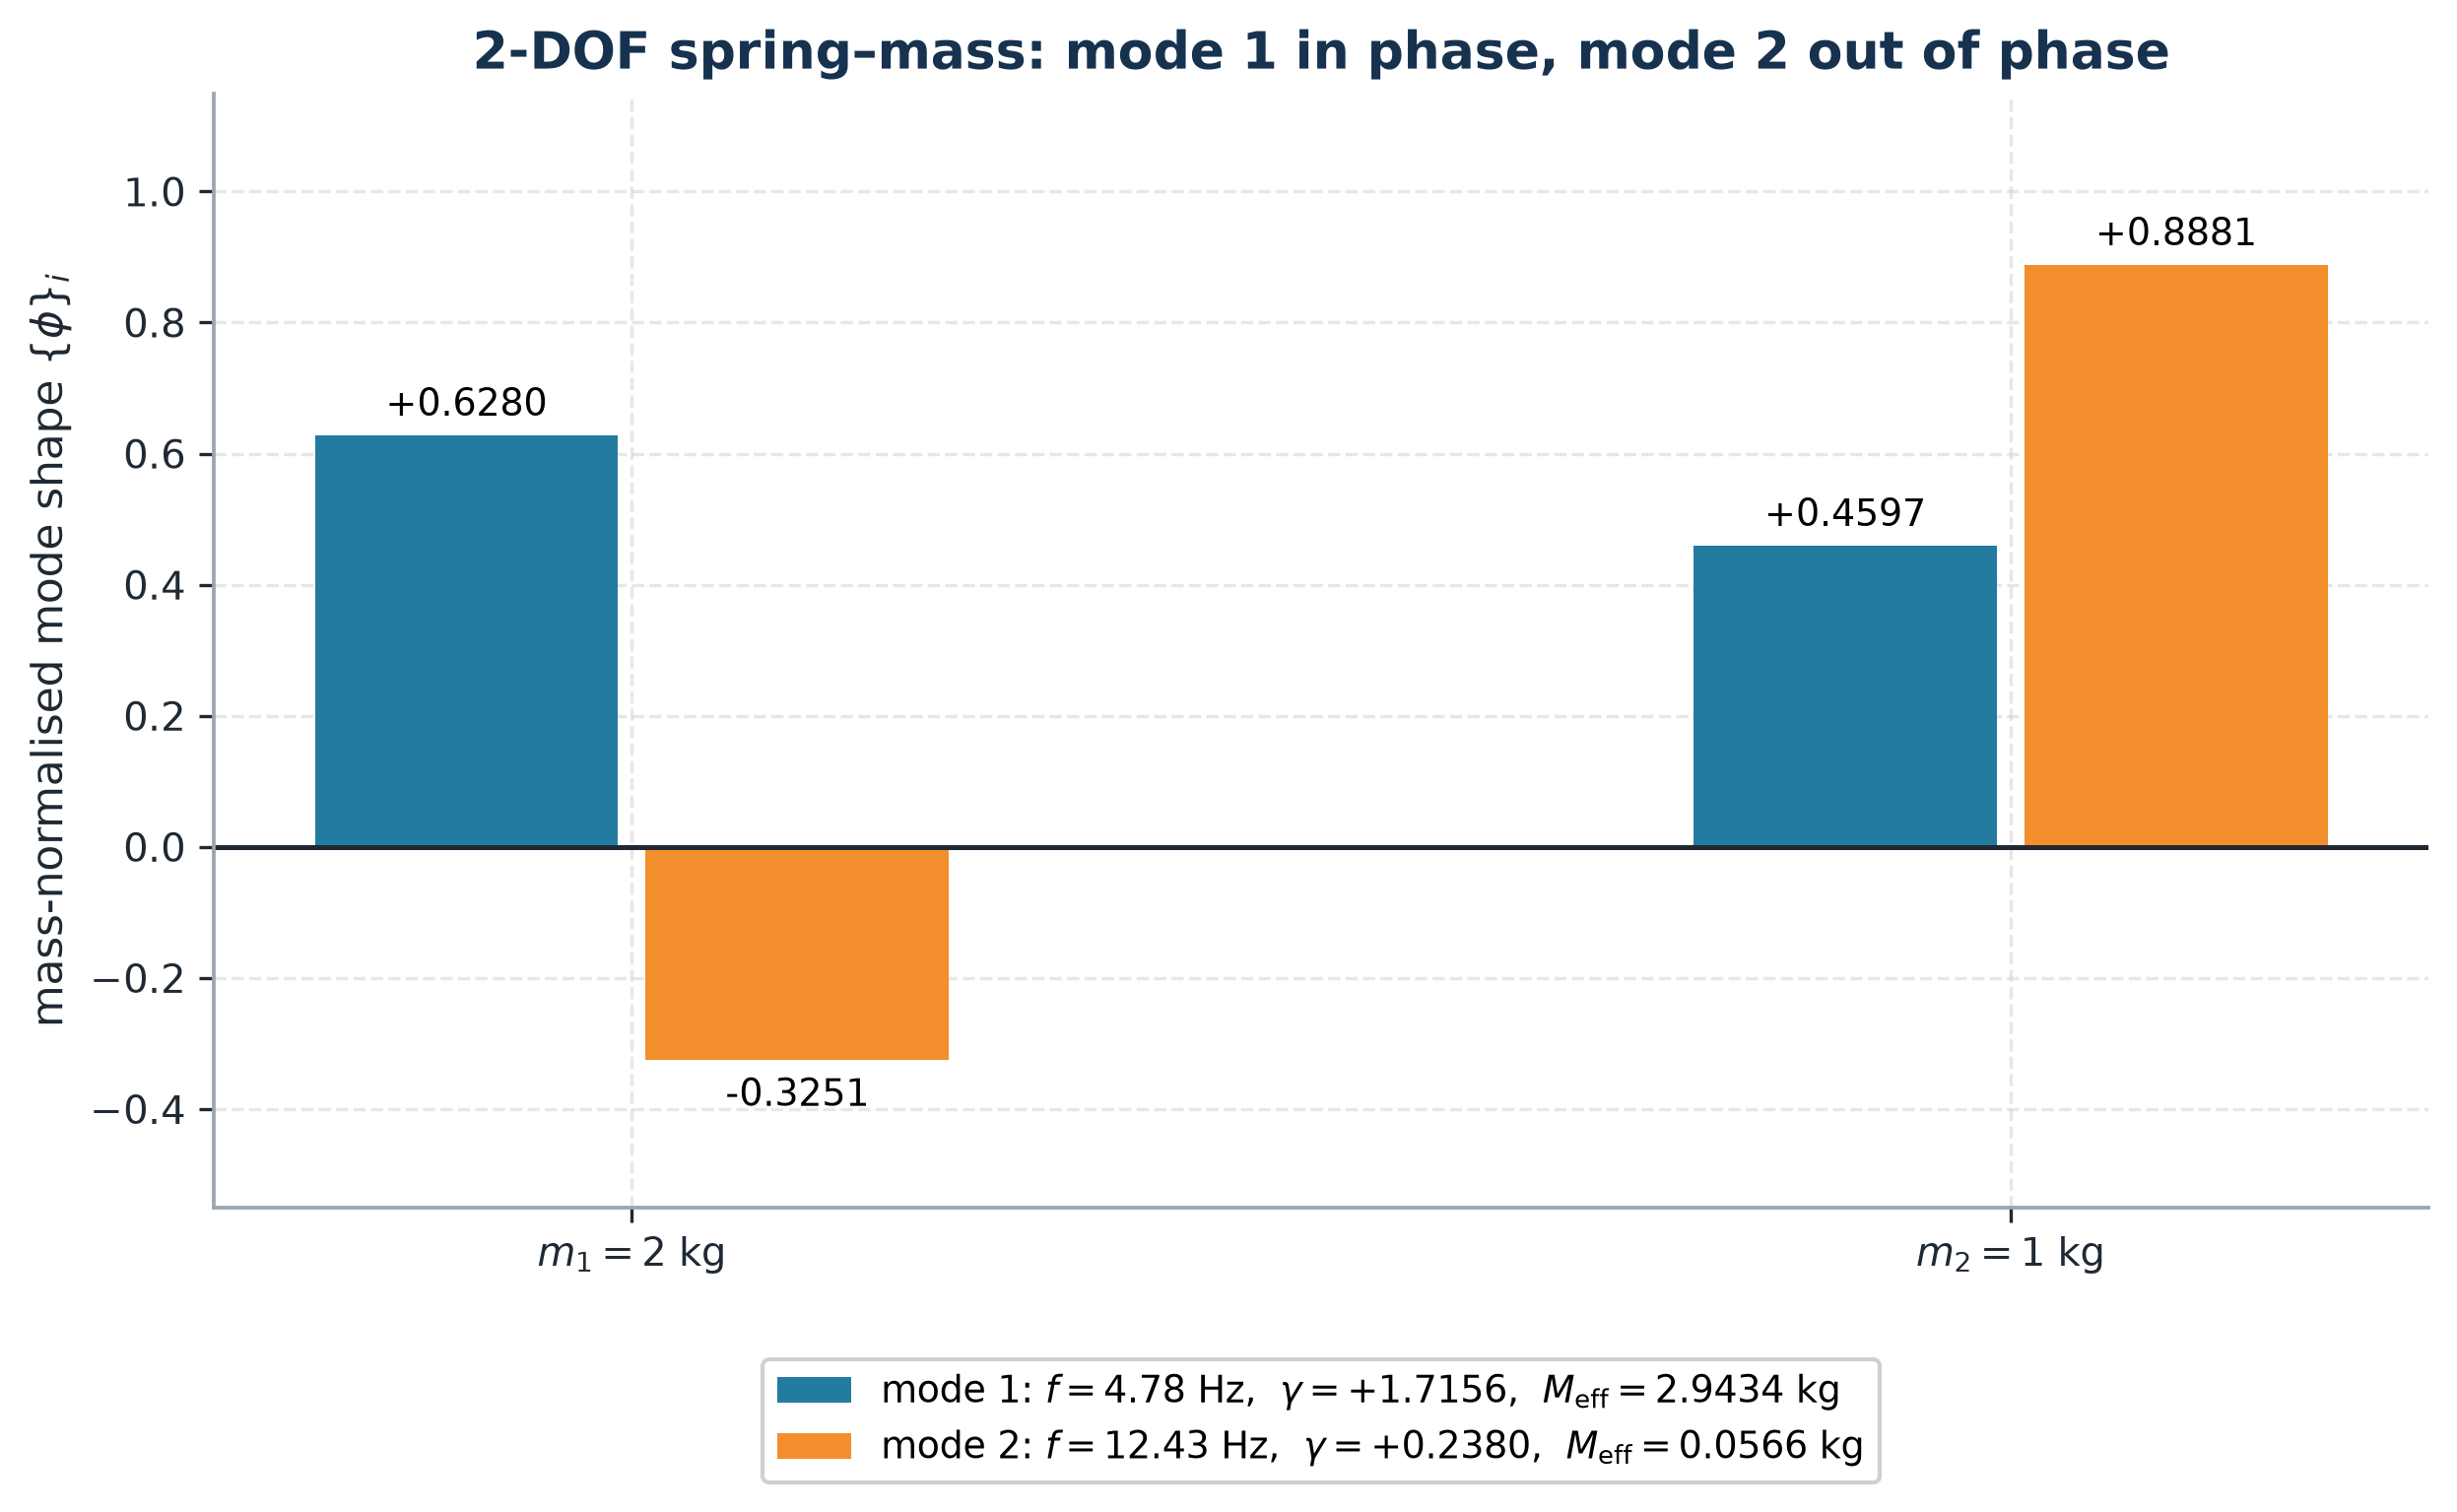 2-DOF spring–mass: mode 1 in phase, mode 2 out of phase
mass-normalised mode shape {ϕ}ᵢ
1.0
0.8
0.6
0.4
0.2
0.0
−0.2
−0.4
+0.6280
-0.3251
+0.4597
+0.8881
m₁ = 2 kg
m₂ = 1 kg
mode 1: f = 4.78 Hz, γ = +1.7156, M_eff = 2.9434 kg
mode 2: f = 12.43 Hz, γ = +0.2380, M_eff = 0.0566 kg